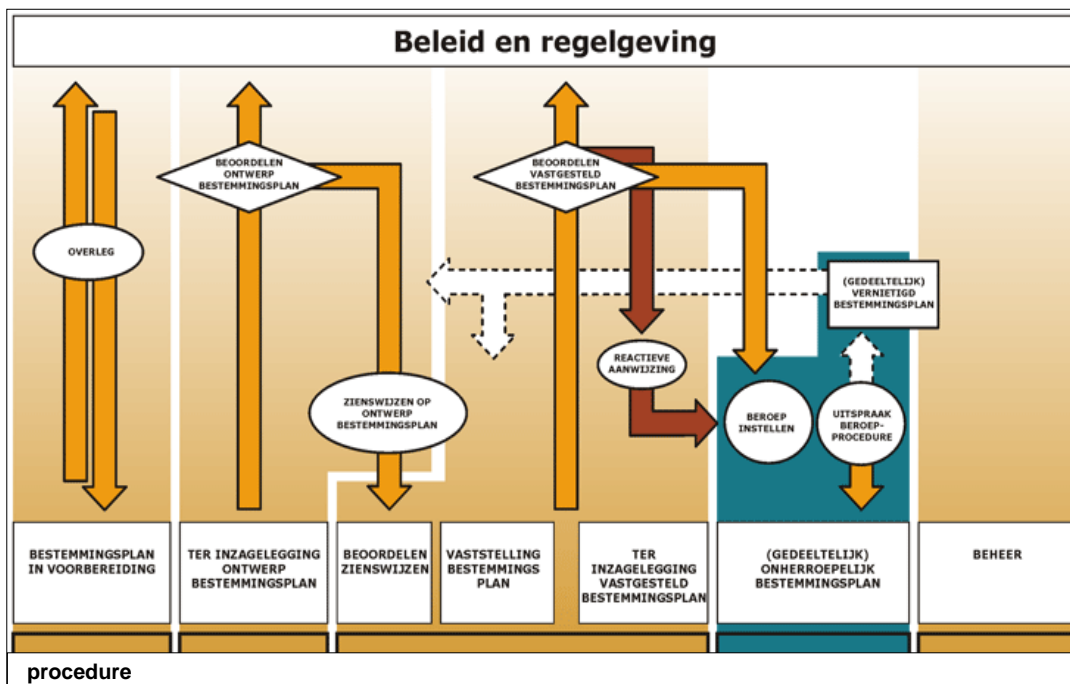 Beleid en regelgeving
BEOORDELEN
ONTWERP
BESTEMMINGSPLAN
BEOORDELEN
VASTGESTELD
BESTEMMINGSPLAN
OVERLEG
(GEDEELTELIJK)
VERNIETIGD
BESTEMMINGSPLAN
REACTIEVE
AANWIJZING
ZIENSWIJZEN OP
ONTWERP
BESTEMMINGSPLAN
BEROEP
INSTELLEN
UITSPRAAK
BEROEP-
PROCEDURE
BESTEMMINGSPLAN
IN VOORBEREIDING
TER INZAGELEGGING
ONTWERP
BESTEMMINGSPLAN
BEOORDELEN
ZIENSWIJZEN
VASTSTELLING
BESTEMMINGS
PLAN
TER
INZAGELEGGING
VASTGESTELD
BESTEMMINGSPLAN
(GEDEELTELIJK)
ONHERROEPELIJK
BESTEMMINGSPLAN
BEHEER
procedure